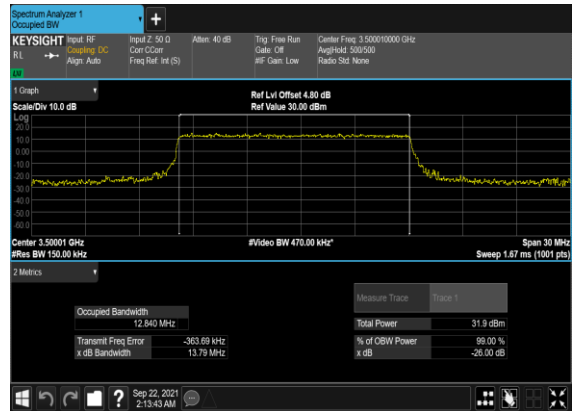 Spectrum Analyzer 1
Occupied BW
+
KEYSIGHT Input: RF Input Z: 50 Ω Atten: 40 dB Trig: Free Run Center Freq: 3.500010000 GHz
RL Coupling: DC Corr CCorr Gate: Off Avg|Hold: 500/500
Align: Auto Freq Ref: Int (S) #IF Gain: Low Radio Std: None
LW
1 Graph
Ref Lvl Offset 4.80 dB
Scale/Div 10.0 dB Ref Value 30.00 dBm
Log
20.0
10.0
0.00
-10.0
-20.0
-30.0
-40.0
-50.0
-60.0
Center 3.50001 GHz #Video BW 470.00 kHz* Span 30 MHz
#Res BW 150.00 kHz Sweep 1.67 ms (1001 pts)
2 Metrics
Measure Trace Trace 1
Occupied Bandwidth
12.840 MHz Total Power 31.9 dBm
Transmit Freq Error -363.69 kHz % of OBW Power 99.00 %
x dB Bandwidth 13.79 MHz x dB -26.00 dB
? Sep 22, 2021
2:13:43 AM